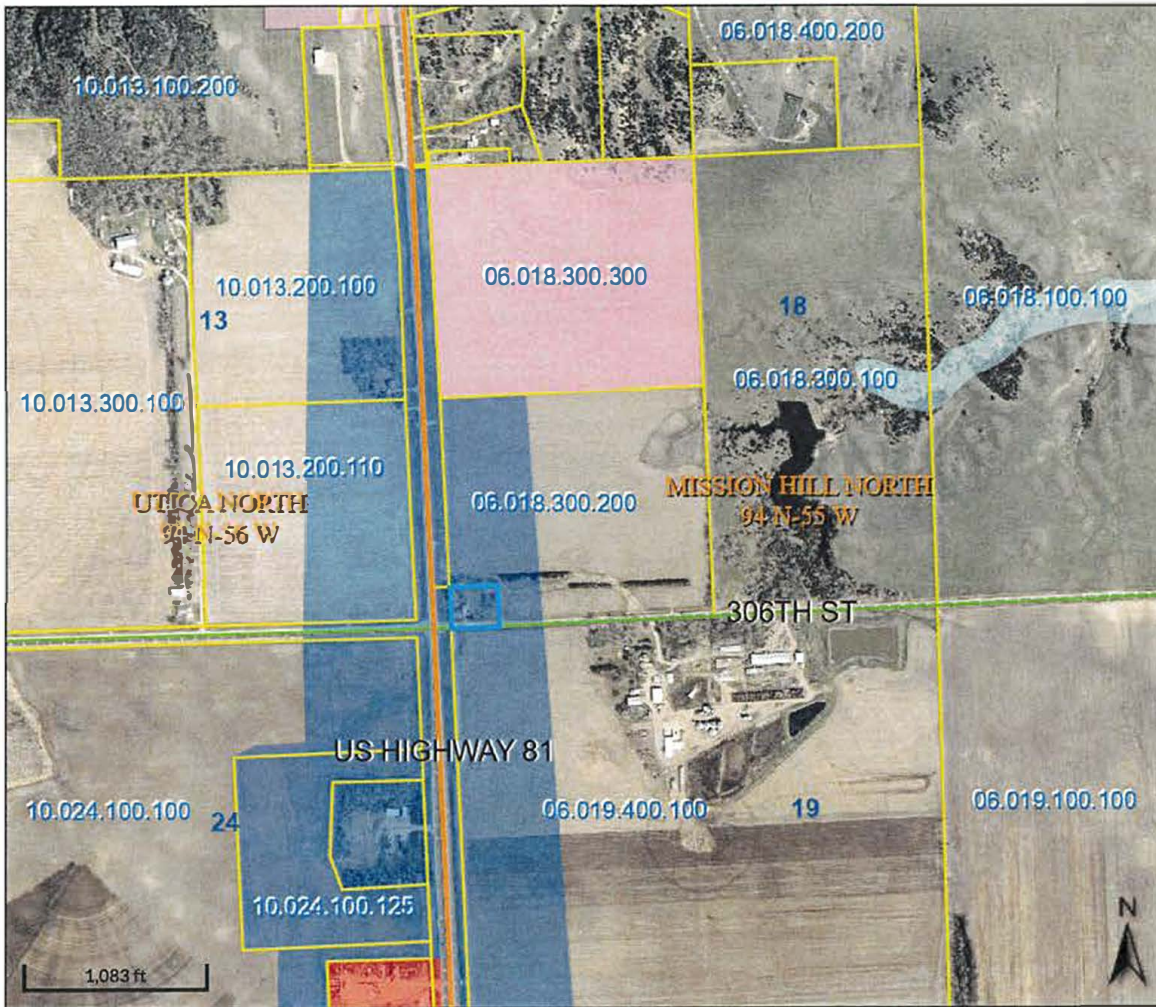 06.018.400.200
10.013.100.200
10.013.200.100
06.018.300.300
13
18
06.018.100.100
10.013.300.100
06.018.300.100
10.013.200.110
06.018.300.200
UTICA NORTH
94 N-56 W
MISSION HILL NORTH
94 N-55 W
306TH ST
US HIGHWAY 81
10.024.100.100
24
06.019.400.100
19
06.019.100.100
10.024.100.125
N
1,083 ft